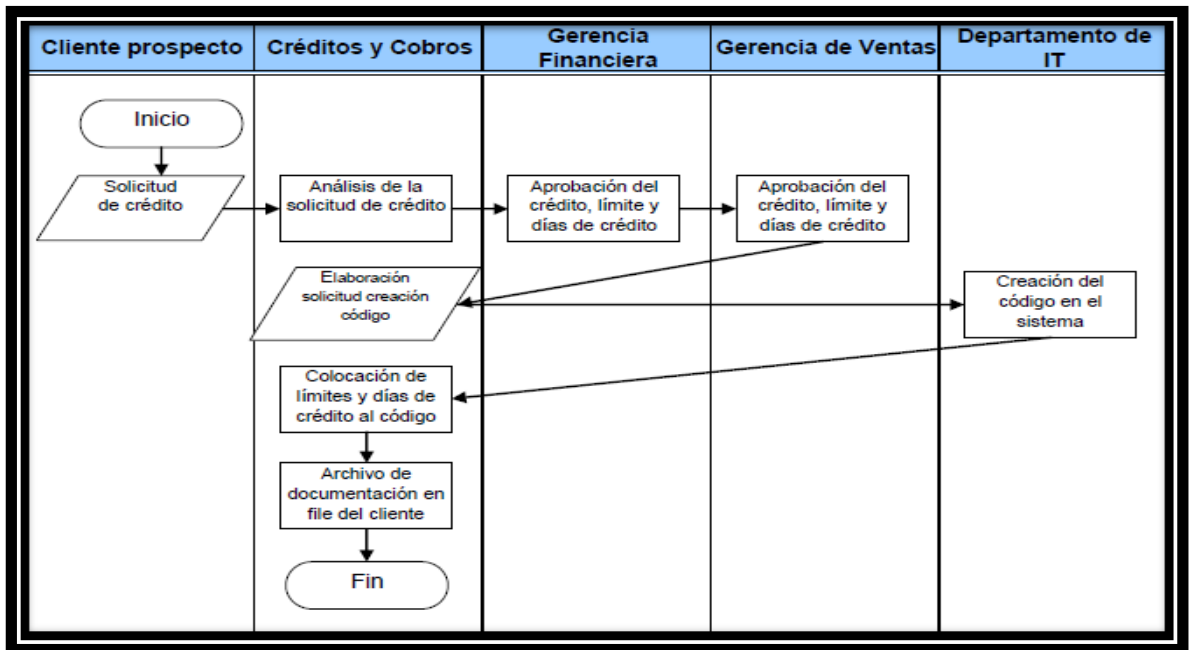 Cliente prospecto
Créditos y Cobros
Gerencia
Financiera
Gerencia de Ventas
Departamento de
IT
Inicio
Solicitud
de crédito
Análisis de la
solicitud de crédito
Aprobación del
crédito, límite y
días de crédito
Aprobación del
crédito, límite y
días de crédito
Elaboración
solicitud creación
código
Creación del
código en el
sistema
Colocación de
límites y días de
crédito al código
Archivo de
documentación en
file del cliente
Fin